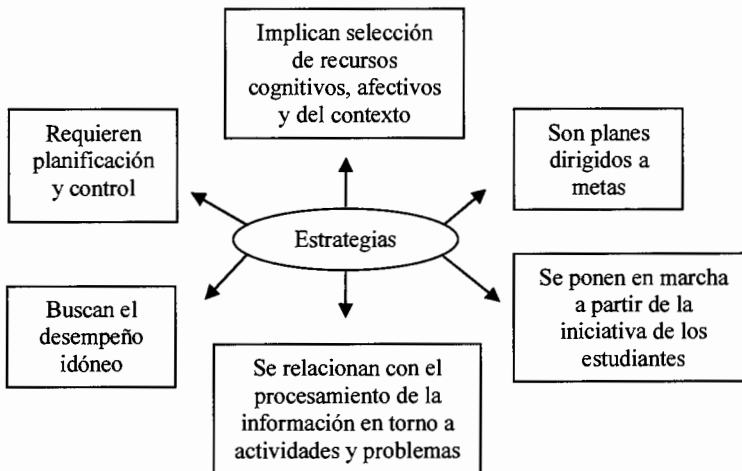 Implican selección
de recursos
cognitivos, afectivos
y del contexto
Requieren
planificación
y control
Son planes
dirigidos a
metas
Estrategias
Buscan el
desempeño
idóneo
Se ponen en marcha
a partir de la
iniciativa de los
estudiantes
Se relacionan con el
procesamiento de la
información en torno a
actividades y problemas